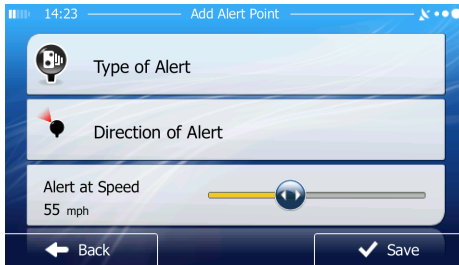 14:23 Add Alert Point
Type of Alert
Direction of Alert
Alert at Speed
55 mph
Back Save